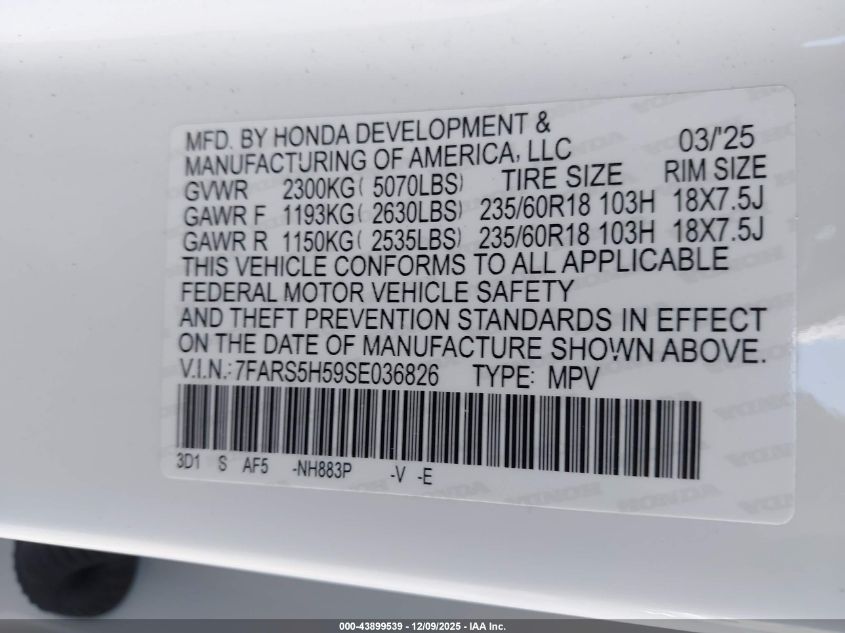 MFD. BY HONDA DEVELOPMENT &
MANUFACTURING OF AMERICA, LLC 03/'25
GVWR 2300KG( 5070LBS) TIRE SIZE RIM SIZE
GAWR F 1193KG( 2630LBS) 235/60R18 103H 18X7.5J
GAWR R 1150KG( 2535LBS) 235/60R18 103H 18X7.5J
THIS VEHICLE CONFORMS TO ALL APPLICABLE
FEDERAL MOTOR VEHICLE SAFETY
AND THEFT PREVENTION STANDARDS IN EFFECT
ON THE DATE OF MANUFACTURE SHOWN ABOVE.
V.I.N.: 7FARS5H59SE036826 TYPE: MPV
3D1 S AF5 -NH883P -V -E
000-43899539 - 12/09/2025 - IAA Inc.